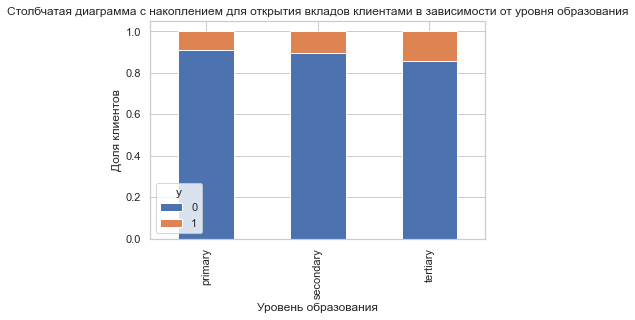 Столбчатая диаграмма с накоплением для открытия вкладов клиентами в зависимости от уровня образования
1.0
0.8
0.6
0.4
0.2
0.0
Доля клиентов
y
0
1
primary
secondary
tertiary
Уровень образования